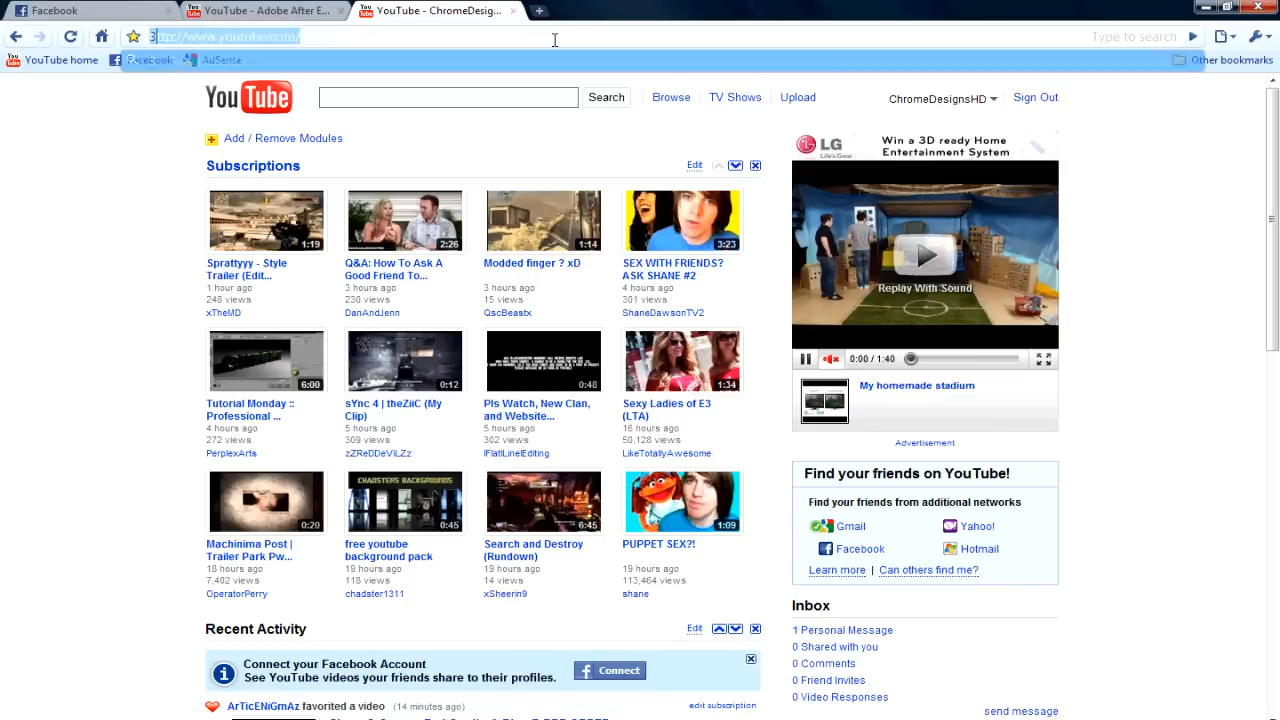 Facebook
YouTube - Adobe After E...
YouTube - ChromeDesig...
Type to search
YouTube home
Facebook
AdSense
Other bookmarks
YouTube
Search
Browse
TV Shows
Upload
ChromeDesignsHD
Sign Out
Add / Remove Modules
Subscriptions
Edit
1:19
2:26
1:14
3:23
Sprattyyy - Style
Trailer (Edit...
1 hour ago
248 views
xTheMD
Q&A: How To Ask A
Good Friend To...
3 hours ago
230 views
DanAndJenn
Modded finger ? xD
3 hours ago
15 views
QscBeastx
SEX WITH FRIENDS?
ASK SHANE #2
4 hours ago
301 views
ShaneDawsonTV2
6:00
0:12
0:48
1:34
Tutorial Monday ::
Professional ...
4 hours ago
272 views
PerplexArts
sYnc 4 | theZiiC (My
Clip)
5 hours ago
309 views
zZReDDeViLZz
Pls Watch, New Clan,
and Website...
5 hours ago
302 views
IFlatlLinelEditing
Sexy Ladies of E3
(LTA)
16 hours ago
50,128 views
LikeTotallyAwesome
0:20
CHADSTERS BACKGROUNDS
0:45
6:45
1:09
Machinima Post |
Trailer Park Pw...
18 hours ago
7,402 views
OperatorPerry
free youtube
background pack
19 hours ago
118 views
chadster1311
Search and Destroy
(Rundown)
19 hours ago
14 views
xSheerin9
PUPPET SEX?!
19 hours ago
113,464 views
shane
Recent Activity
Edit
Connect your Facebook Account
See YouTube videos your friends share to their profiles.
Connect
ArTicENiGmAz favorited a video (14 minutes ago)
edit subscription
LG
Life's Good
Win a 3D ready Home
Entertainment System
Replay With Sound
0:00 / 1:40
My homemade stadium
Advertisement
Find your friends on YouTube!
Find your friends from additional networks
Gmail
Yahoo!
Facebook
Hotmail
Learn more | Can others find me?
Inbox
1 Personal Message
0 Shared with you
0 Comments
0 Friend Invites
0 Video Responses
send message